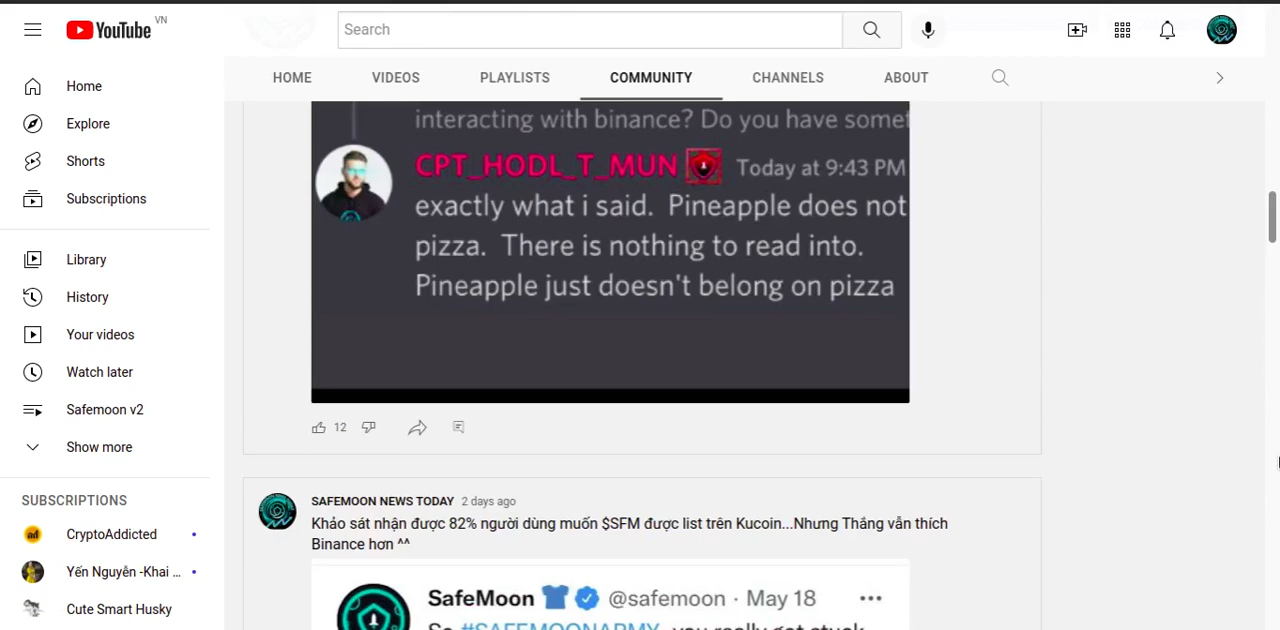 VN
YouTube
Search
HOME
VIDEOS
PLAYLISTS
COMMUNITY
CHANNELS
ABOUT
Home
Explore
Shorts
Subscriptions
Library
History
Your videos
Watch later
Safemoon v2
Show more
SUBSCRIPTIONS
CryptoAddicted
Yến Nguyễn -Khai ...
Cute Smart Husky
interacting with binance? Do you have
CPT_HODL_T_MUN Today at 9:43 PM
exactly what i said. Pineapple does not
pizza. There is nothing to read into.
Pineapple just doesn't belong on pizza
12
SAFEMOON NEWS TODAY 2 days ago
Khảo sát nhận được 82% người dùng muốn $SFM được list trên Kucoin...Nhưng Thắng vẫn thích
Binance hơn ^^
SafeMoon @safemoon · May 18
So #SAFEMOONARMY, you really got stuck